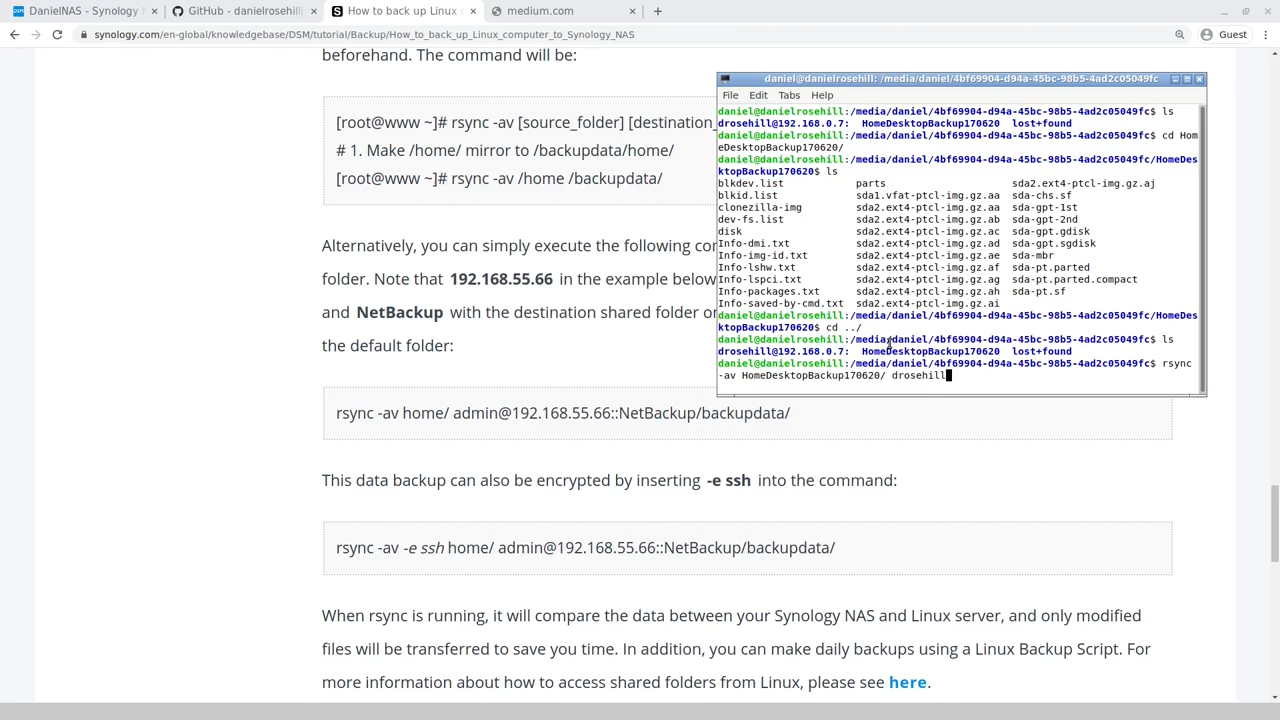 DanielNAS - Synology
GitHub - danielrosehill
How to back up Linux
medium.com
synology.com/en-global/knowledgebase/DSM/tutorial/Backup/How_to_back_up_Linux_computer_to_Synology_NAS
Guest
beforehand. The command will be:
[root@www ~]# rsync -av [source_folder] [destination_
# 1. Make /home/ mirror to /backupdata/home/
[root@www ~]# rsync -av /home /backupdata/
Alternatively, you can simply execute the following
folder. Note that 192.168.55.66 in the example below
and NetBackup with the destination shared folder
the default folder:
rsync -av home/ admin@192.168.55.66::NetBackup/backupdata/
This data backup can also be encrypted by inserting -e ssh into the command:
rsync -av -e ssh home/ admin@192.168.55.66::NetBackup/backupdata/
When rsync is running, it will compare the data between your Synology NAS and Linux server, and only modified
files will be transferred to save you time. In addition, you can make daily backups using a Linux Backup Script. For
more information about how to access shared folders from Linux, please see here.
daniel@danielrosehill: /media/daniel/4bf69904-d94a-45bc-98b5-4ad2c05049fc
File Edit Tabs Help
daniel@danielrosehill:/media/daniel/4bf69904-d94a-45bc-98b5-4ad2c05049fc$ ls
drosehill@192.168.0.7: HomeDesktopBackup170620 lost+found
daniel@danielrosehill:/media/daniel/4bf69904-d94a-45bc-98b5-4ad2c05049fc$ cd Hom
eDesktopBackup170620/
daniel@danielrosehill:/media/daniel/4bf69904-d94a-45bc-98b5-4ad2c05049fc/HomeDes
ktopBackup170620$ ls
blkdev.list parts sda2.ext4-ptcl-img.gz.aj
blkid.list sda1.vfat-ptcl-img.gz.aa sda-chs.sf
clonezilla-img sda2.ext4-ptcl-img.gz.aa sda-gpt-1st
dev-fs.list sda2.ext4-ptcl-img.gz.ab sda-gpt-2nd
disk sda2.ext4-ptcl-img.gz.ac sda-gpt.gdisk
Info-dmi.txt sda2.ext4-ptcl-img.gz.ad sda-gpt.sgdisk
Info-img-id.txt sda2.ext4-ptcl-img.gz.ae sda-mbr
Info-lshw.txt sda2.ext4-ptcl-img.gz.af sda-pt.parted
Info-lspci.txt sda2.ext4-ptcl-img.gz.ag sda-pt.parted.compact
Info-packages.txt sda2.ext4-ptcl-img.gz.ah sda-pt.sf
Info-saved-by-cmd.txt sda2.ext4-ptcl-img.gz.ai
daniel@danielrosehill:/media/daniel/4bf69904-d94a-45bc-98b5-4ad2c05049fc/HomeDes
ktopBackup170620$ cd ../
daniel@danielrosehill:/media/daniel/4bf69904-d94a-45bc-98b5-4ad2c05049fc$ ls
drosehill@192.168.0.7: HomeDesktopBackup170620 lost+found
daniel@danielrosehill:/media/daniel/4bf69904-d94a-45bc-98b5-4ad2c05049fc$ rsync
-av HomeDesktopBackup170620/ drosehill